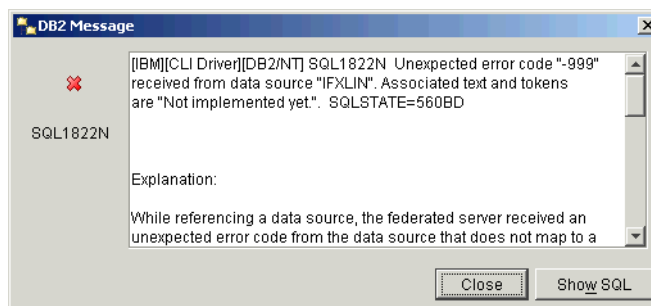 DB2 Message
[IBM][CLI Driver][DB2/NT] SQL1822N  Unexpected error code "-999"
received from data source "IFXLIN". Associated text and tokens
are "Not implemented yet.".  SQLSTATE=560BD
SQL1822N
Explanation:
While referencing a data source, the federated server received an
unexpected error code from the data source that does not map to a
Close
Show SQL